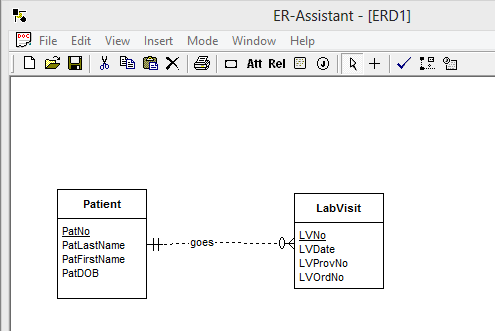 ER-Assistant - [ERD1]
DOC File Edit View Insert Mode Window Help
Att Rel J
Patient
PatNo
PatLastName
PatFirstName
PatDOB
goes
LabVisit
LVNo
LVDate
LVProvNo
LVOrdNo